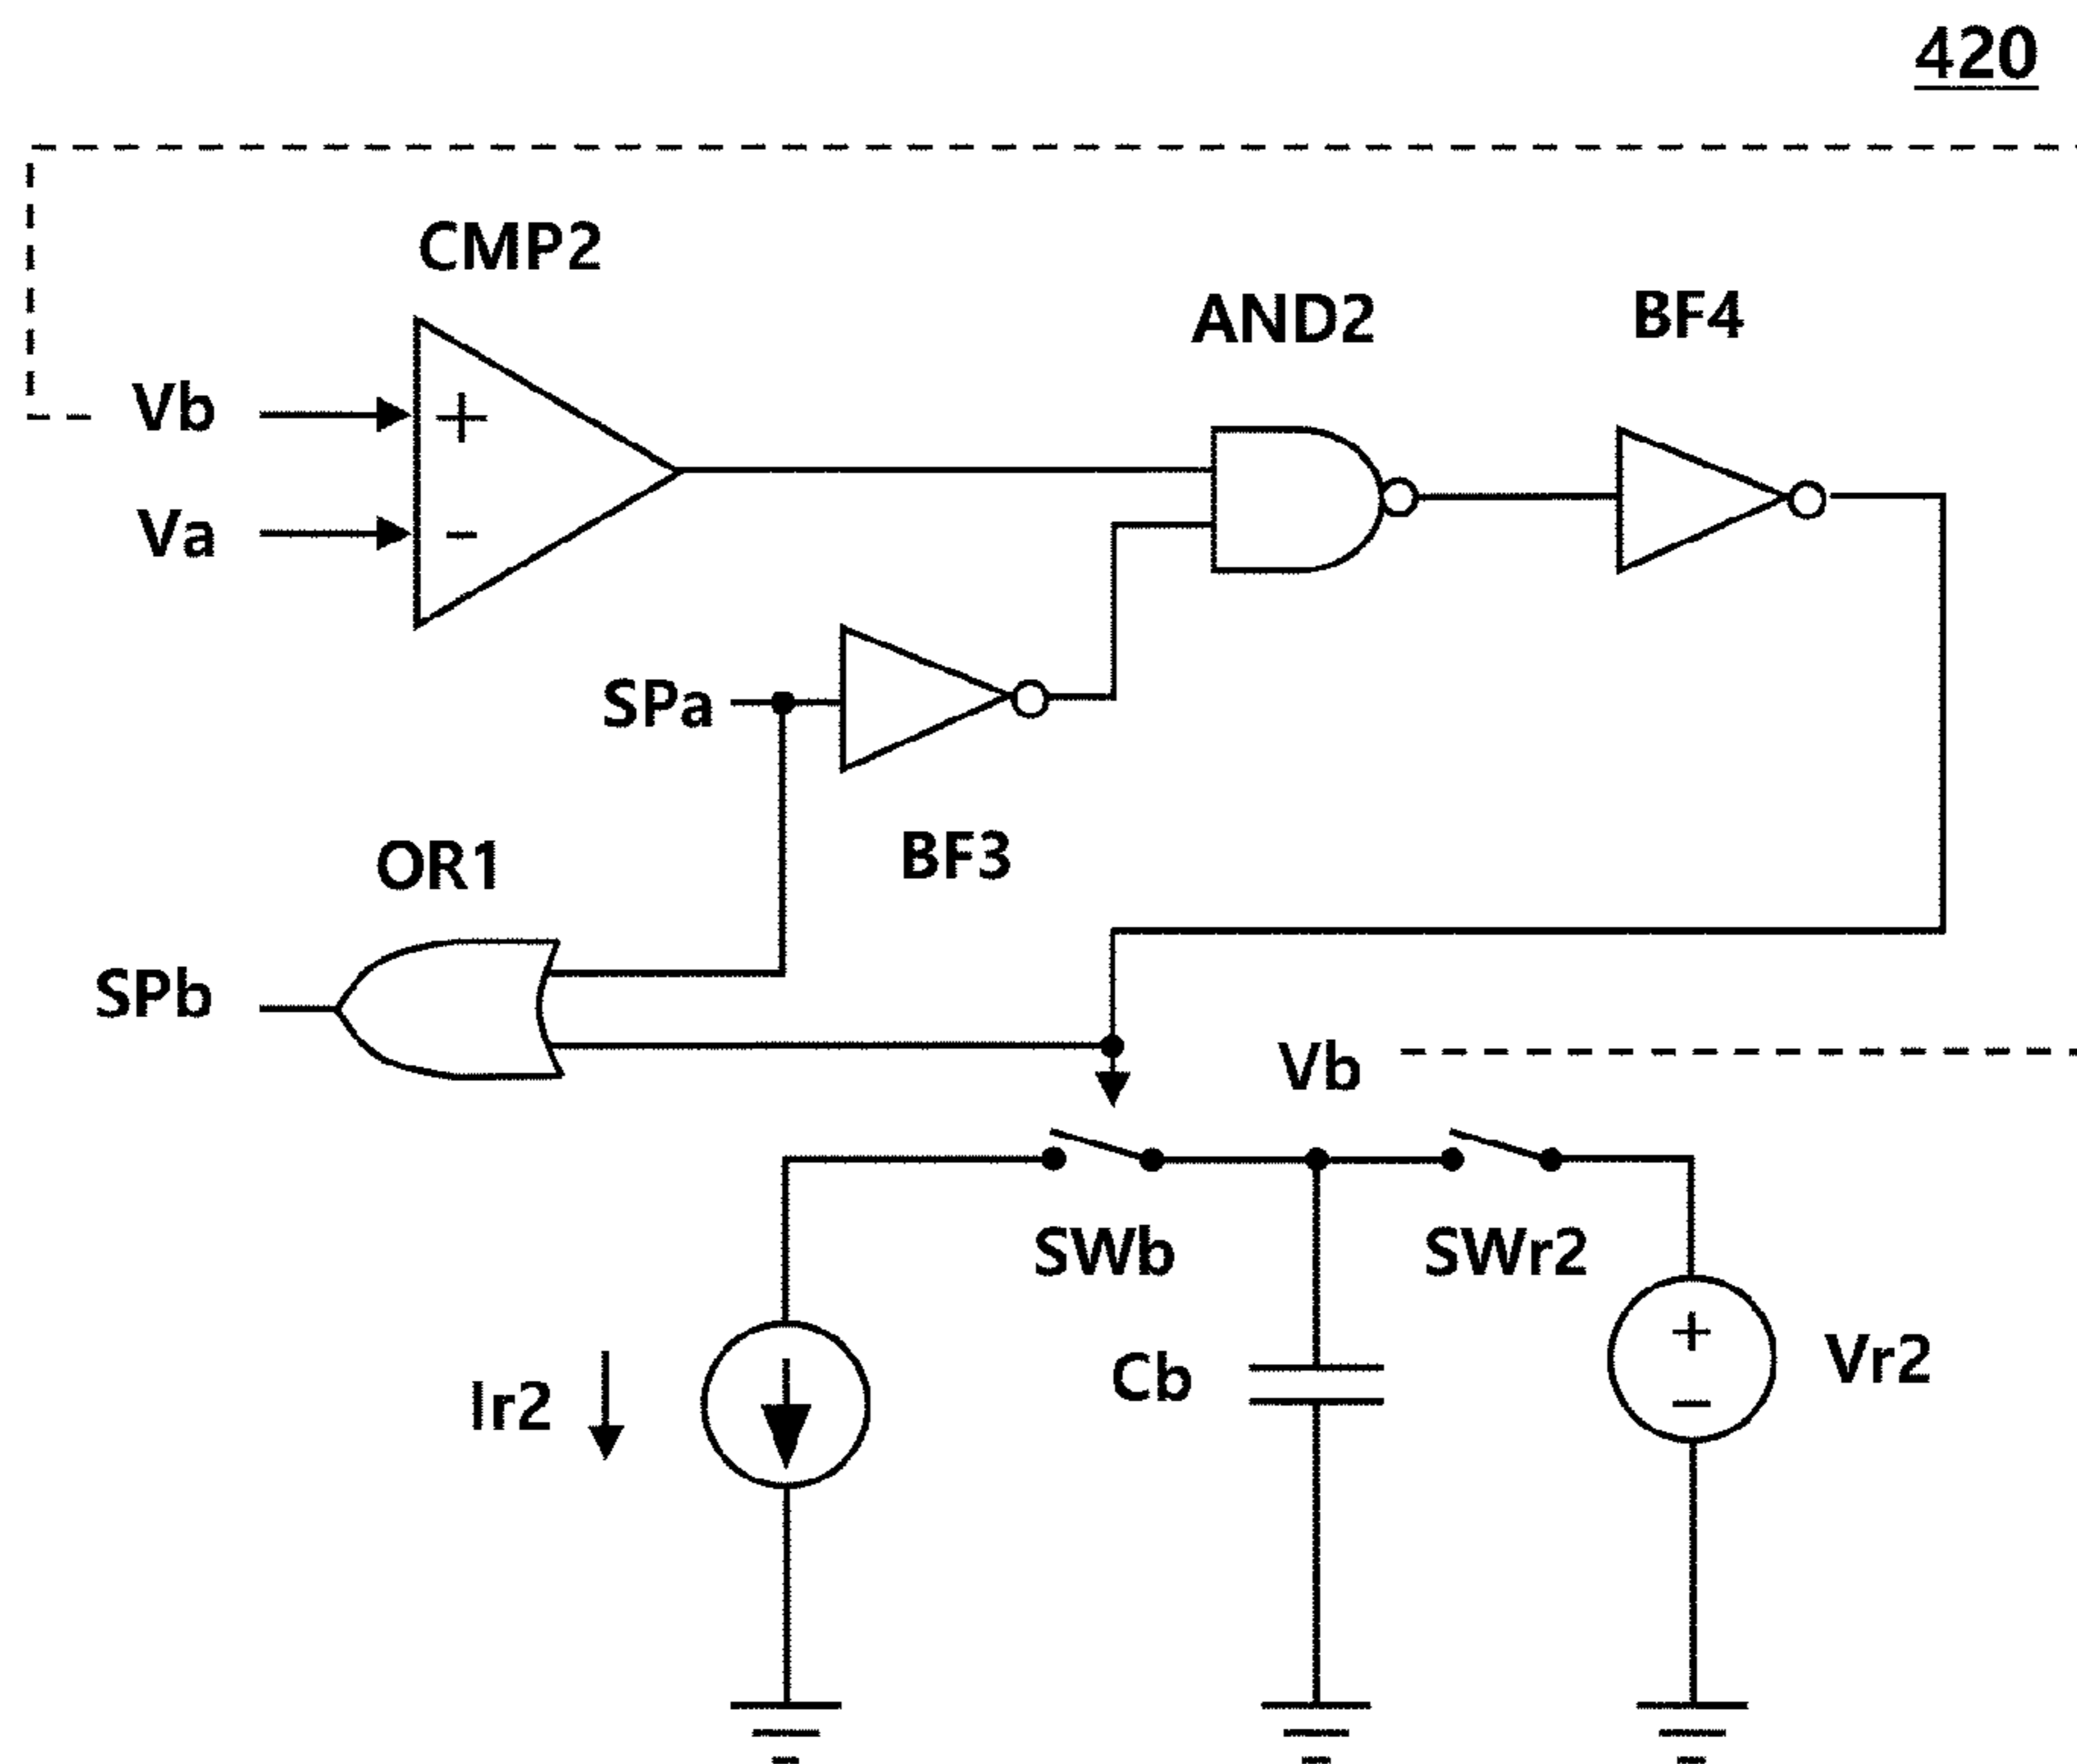 420
CMP2
AND2
BF4
Vb
+
Va
-
SPa
OR1
BF3
SPb
Vb
SWb
SWr2
Ir2
Cb
+
-
Vr2